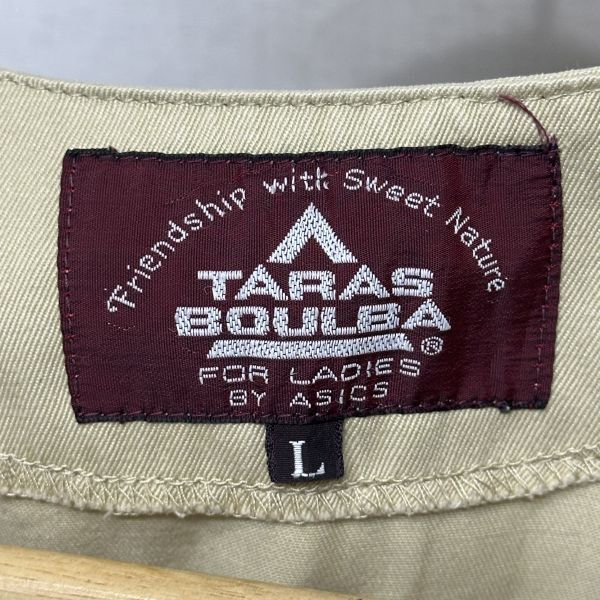 Friendship with Sweet Nature
TARAS
BOULBA®
FOR LADIES
BY ASICS
L